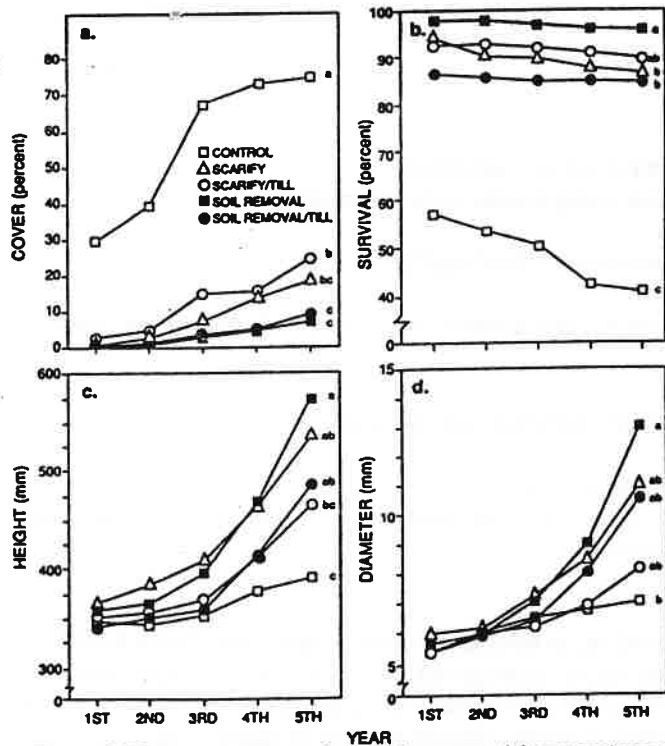 a.
COVER (percent)
80
70
60
50
40
30
20
10
0
CONTROL
SCARIFY
SCARIFY/TILL
SOIL REMOVAL
SOIL REMOVAL/TILL
a
b
bc
c
c
b.
SURVIVAL (percent)
100
90
80
60
50
40
0
a
ab
b
b
c
c.
HEIGHT (mm)
600
500
400
300
0
a
ab
ab
bc
c
1ST 2ND 3RD 4TH 5TH
d.
DIAMETER (mm)
15
10
5
0
a
ab
ab
ab
b
1ST 2ND 3RD 4TH 5TH
YEAR